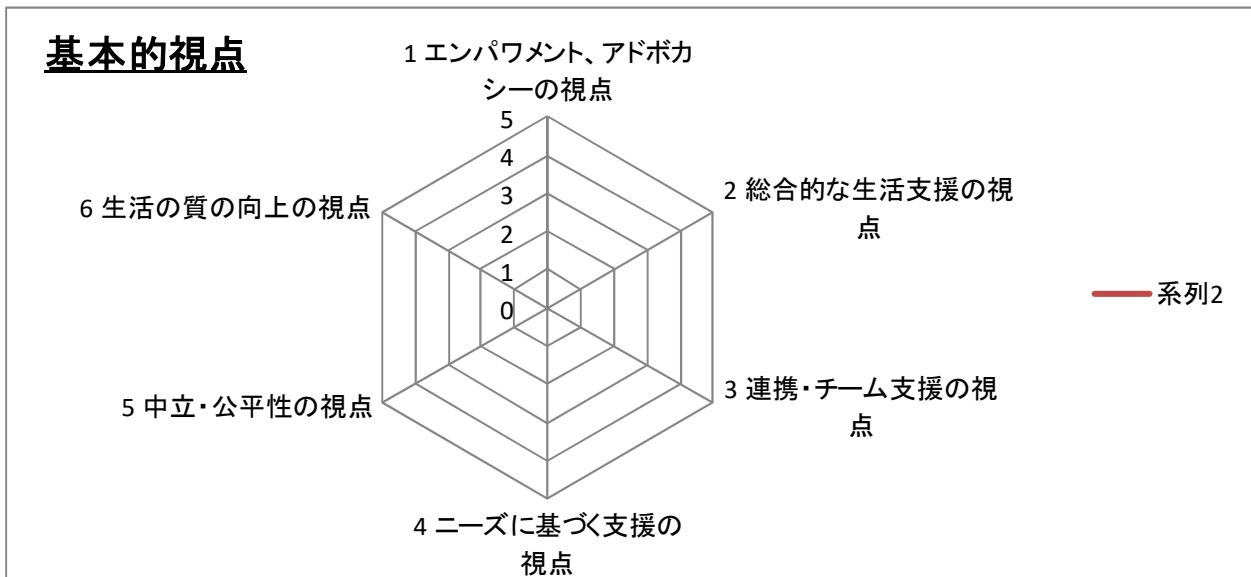 基本的視点
1 エンパワメント、アドボカ
シーの視点
5
4
3
2
1
0
2 総合的な生活支援の視
点
3 連携・チーム支援の視
点
4 ニーズに基づく支援の
視点
5 中立・公平性の視点
6 生活の質の向上の視点
系列2